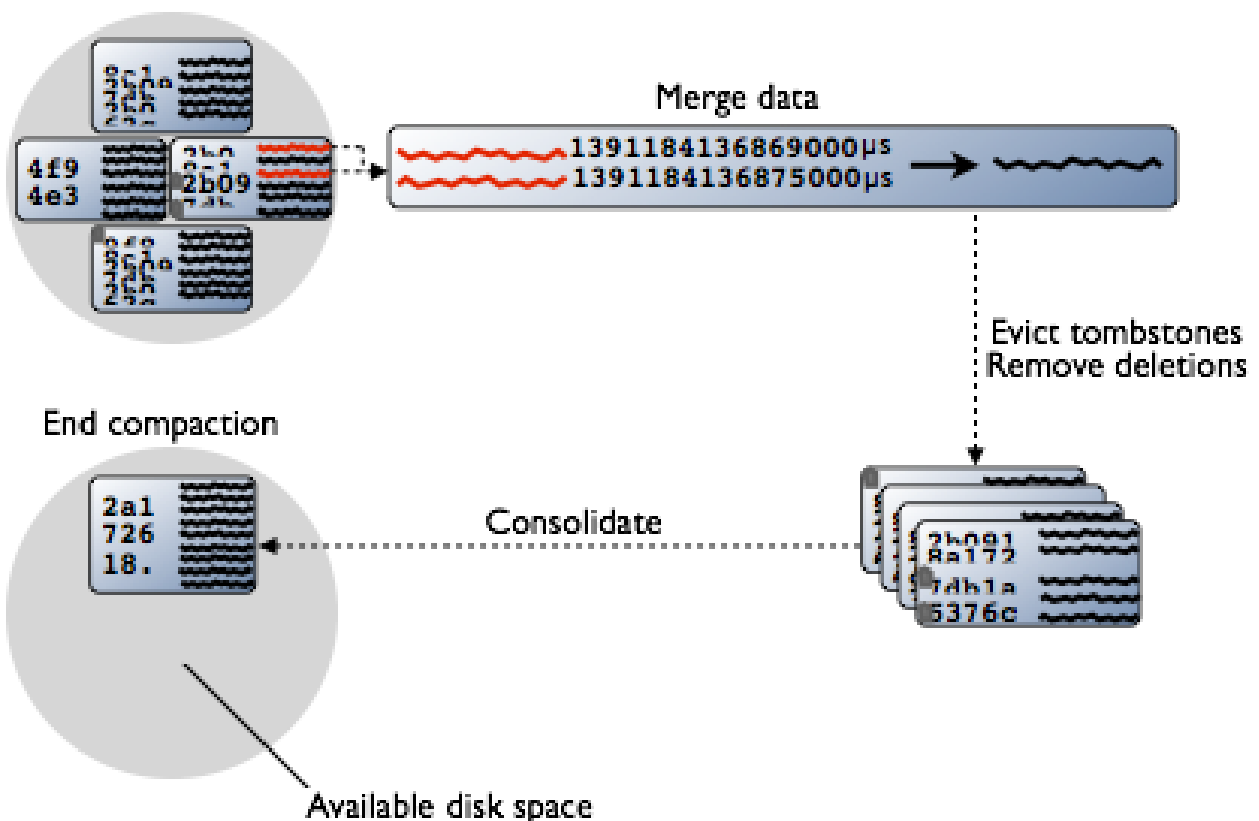 Merge data
4f9
4e3
2b09
1391184136869000µs
1391184136875000µs
Evict tombstones
Remove deletions
End compaction
2a1
726
18.
Consolidate
2b091
8a172
7db1a
6376c
Available disk space